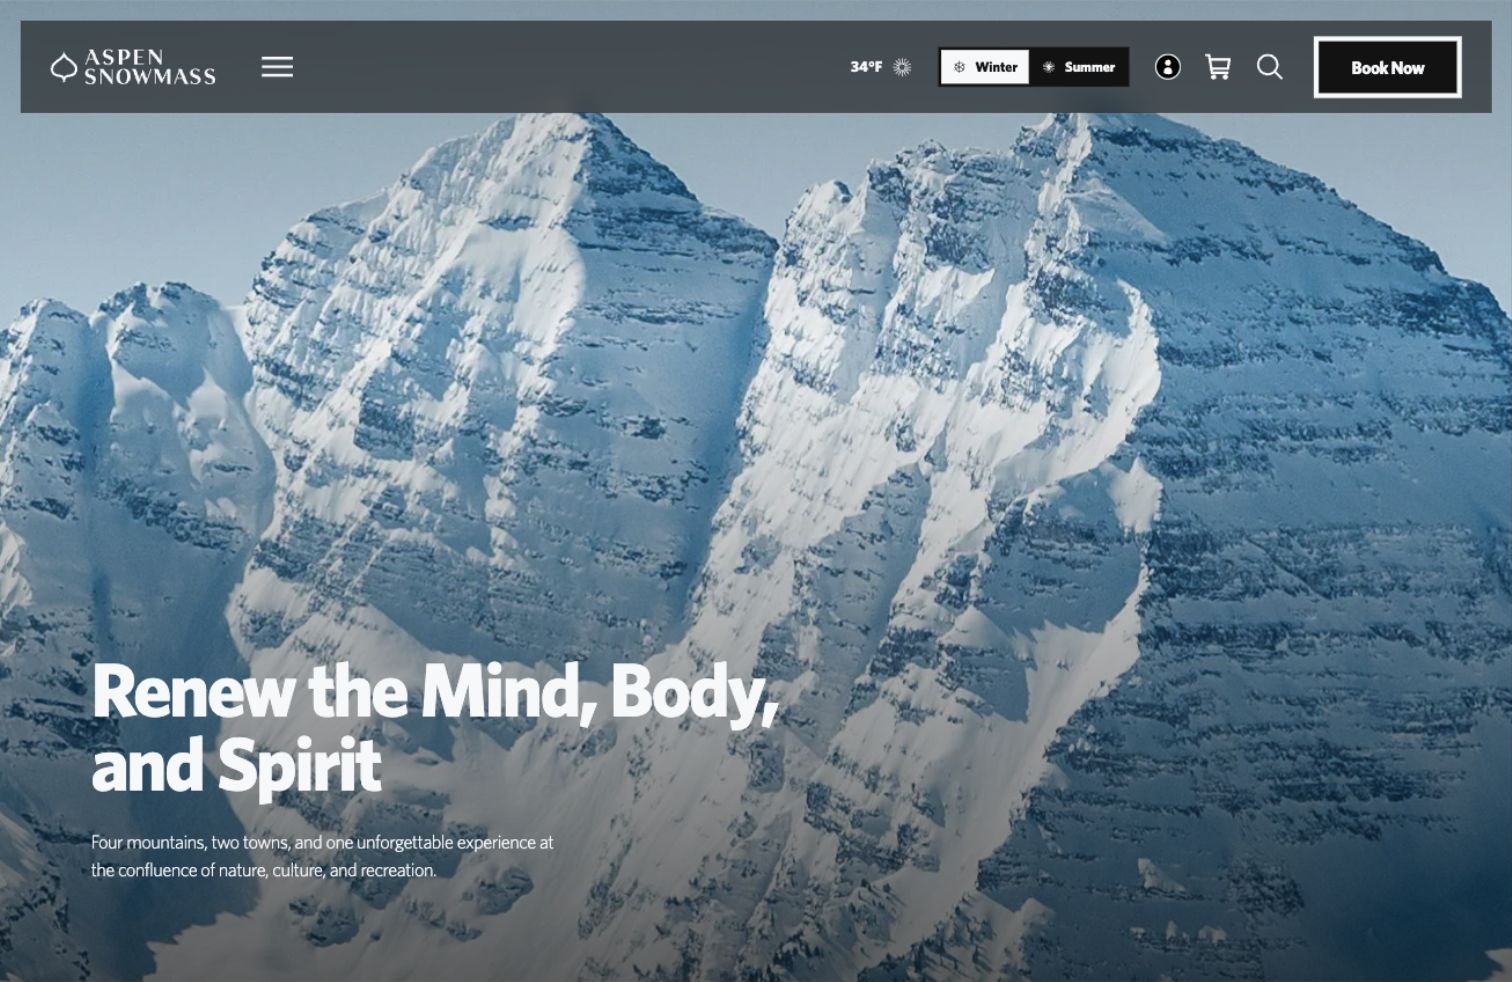 ASPEN
SNOWMASS
34°F
Winter
Summer
Book Now
Renew the Mind, Body,
and Spirit
Four mountains, two towns, and one unforgettable experience at
the confluence of nature, culture, and recreation.